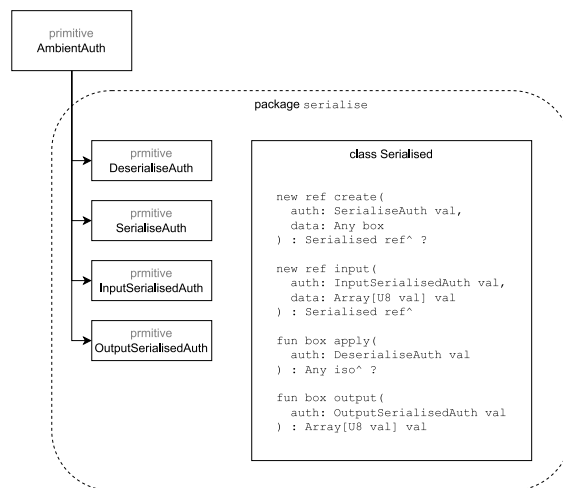 primitive
AmbientAuth
package serialise
prmitive
DeserialiseAuth
prmitive
SerialiseAuth
prmitive
InputSerialisedAuth
prmitive
OutputSerialisedAuth
class Serialised
new ref create(
auth: SerialiseAuth val,
data: Any box
) : Serialised ref^ ?
new ref input(
auth: InputSerialisedAuth val,
data: Array[U8 val] val
) : Serialised ref^
fun box apply(
auth: DeserialiseAuth val
) : Any iso^ ?
fun box output(
auth: OutputSerialisedAuth val
) : Array[U8 val] val